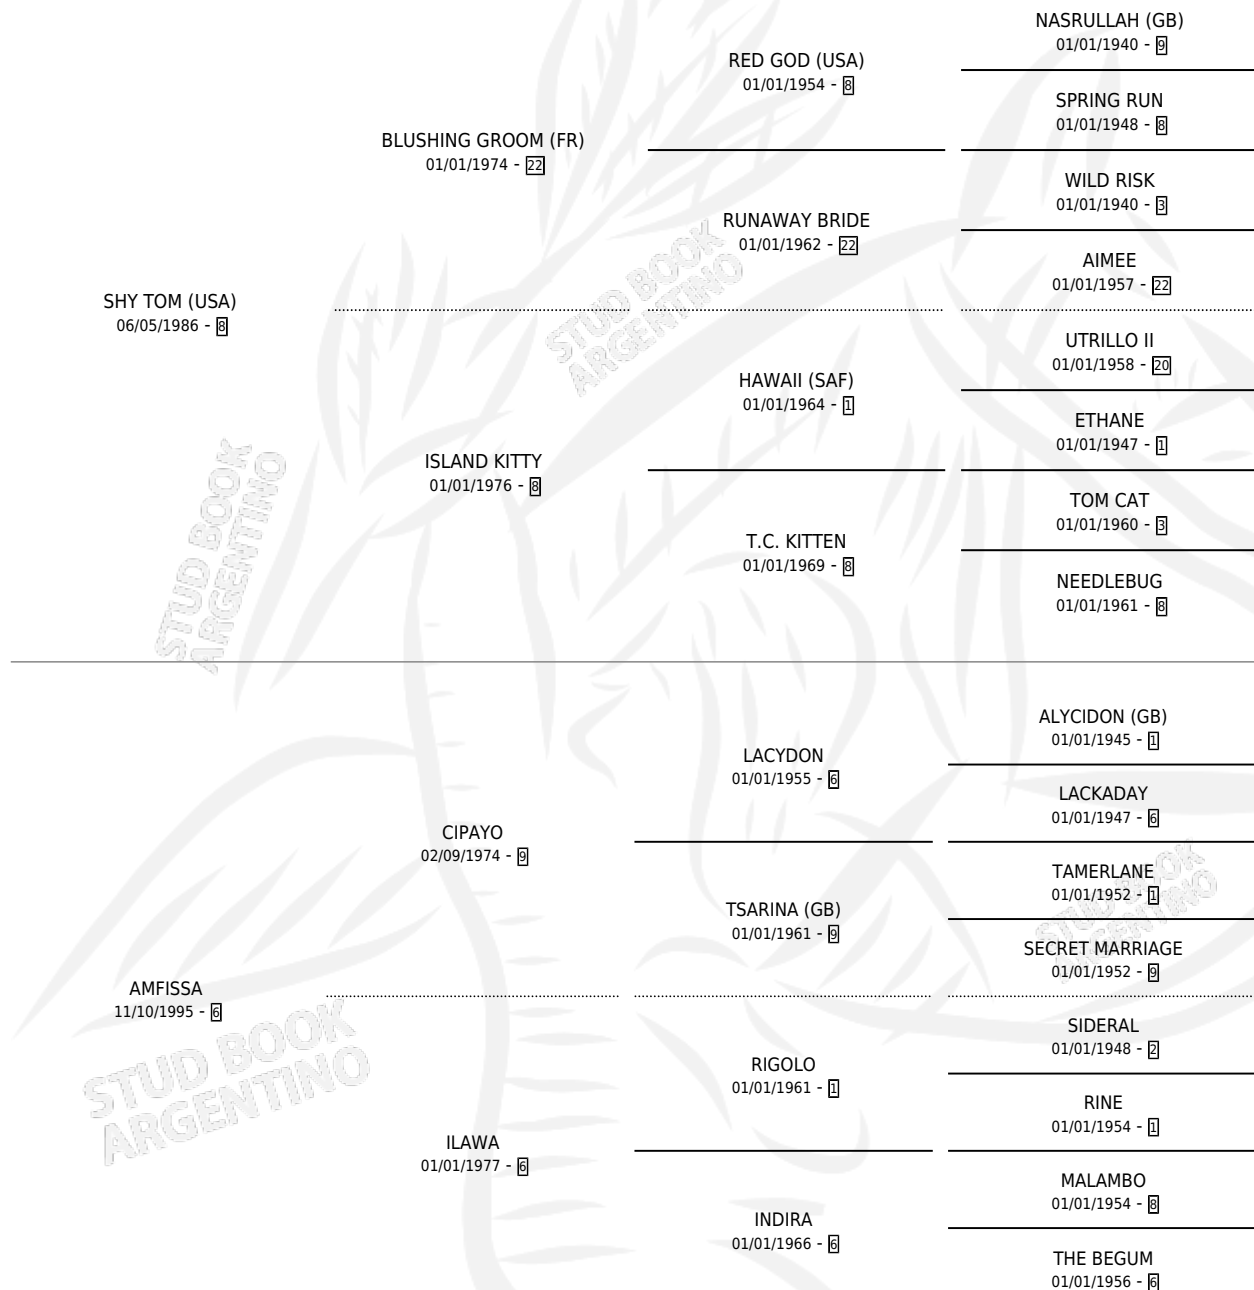 NASRULLAH (GB)
01/01/1940 - 9
RED GOD (USA)
01/01/1954 - 8
SPRING RUN
01/01/1948 - 8
BLUSHING GROOM (FR)
01/01/1974 - 22
WILD RISK
01/01/1940 - 3
RUNAWAY BRIDE
01/01/1962 - 22
AIMEE
01/01/1957 - 22
SHY TOM (USA)
06/05/1986 - 8
UTRILLO II
01/01/1958 - 20
HAWAII (SAF)
01/01/1964 - 1
ETHANE
01/01/1947 - 1
ISLAND KITTY
01/01/1976 - 8
TOM CAT
01/01/1960 - 3
T.C. KITTEN
01/01/1969 - 8
NEEDLEBUG
01/01/1961 - 8
ALYCIDON (GB)
01/01/1945 - 1
LACYDON
01/01/1955 - 6
LACKADAY
01/01/1947 - 6
CIPAYO
02/09/1974 - 9
TAMERLANE
01/01/1952 - 1
TSARINA (GB)
01/01/1961 - 9
SECRET MARRIAGE
01/01/1952 - 9
AMFISSA
11/10/1995 - 6
SIDERAL
01/01/1948 - 2
RIGOLO
01/01/1961 - 1
RINE
01/01/1954 - 1
ILAWA
01/01/1977 - 6
MALAMBO
01/01/1954 - 8
INDIRA
01/01/1966 - 6
THE BEGUM
01/01/1956 - 6
STUD BOOK
ARGENTINO
STUD BOOK
ARGENTINO
STUD BOOK
ARGENTINO
STUD BOOK
ARGENTINO